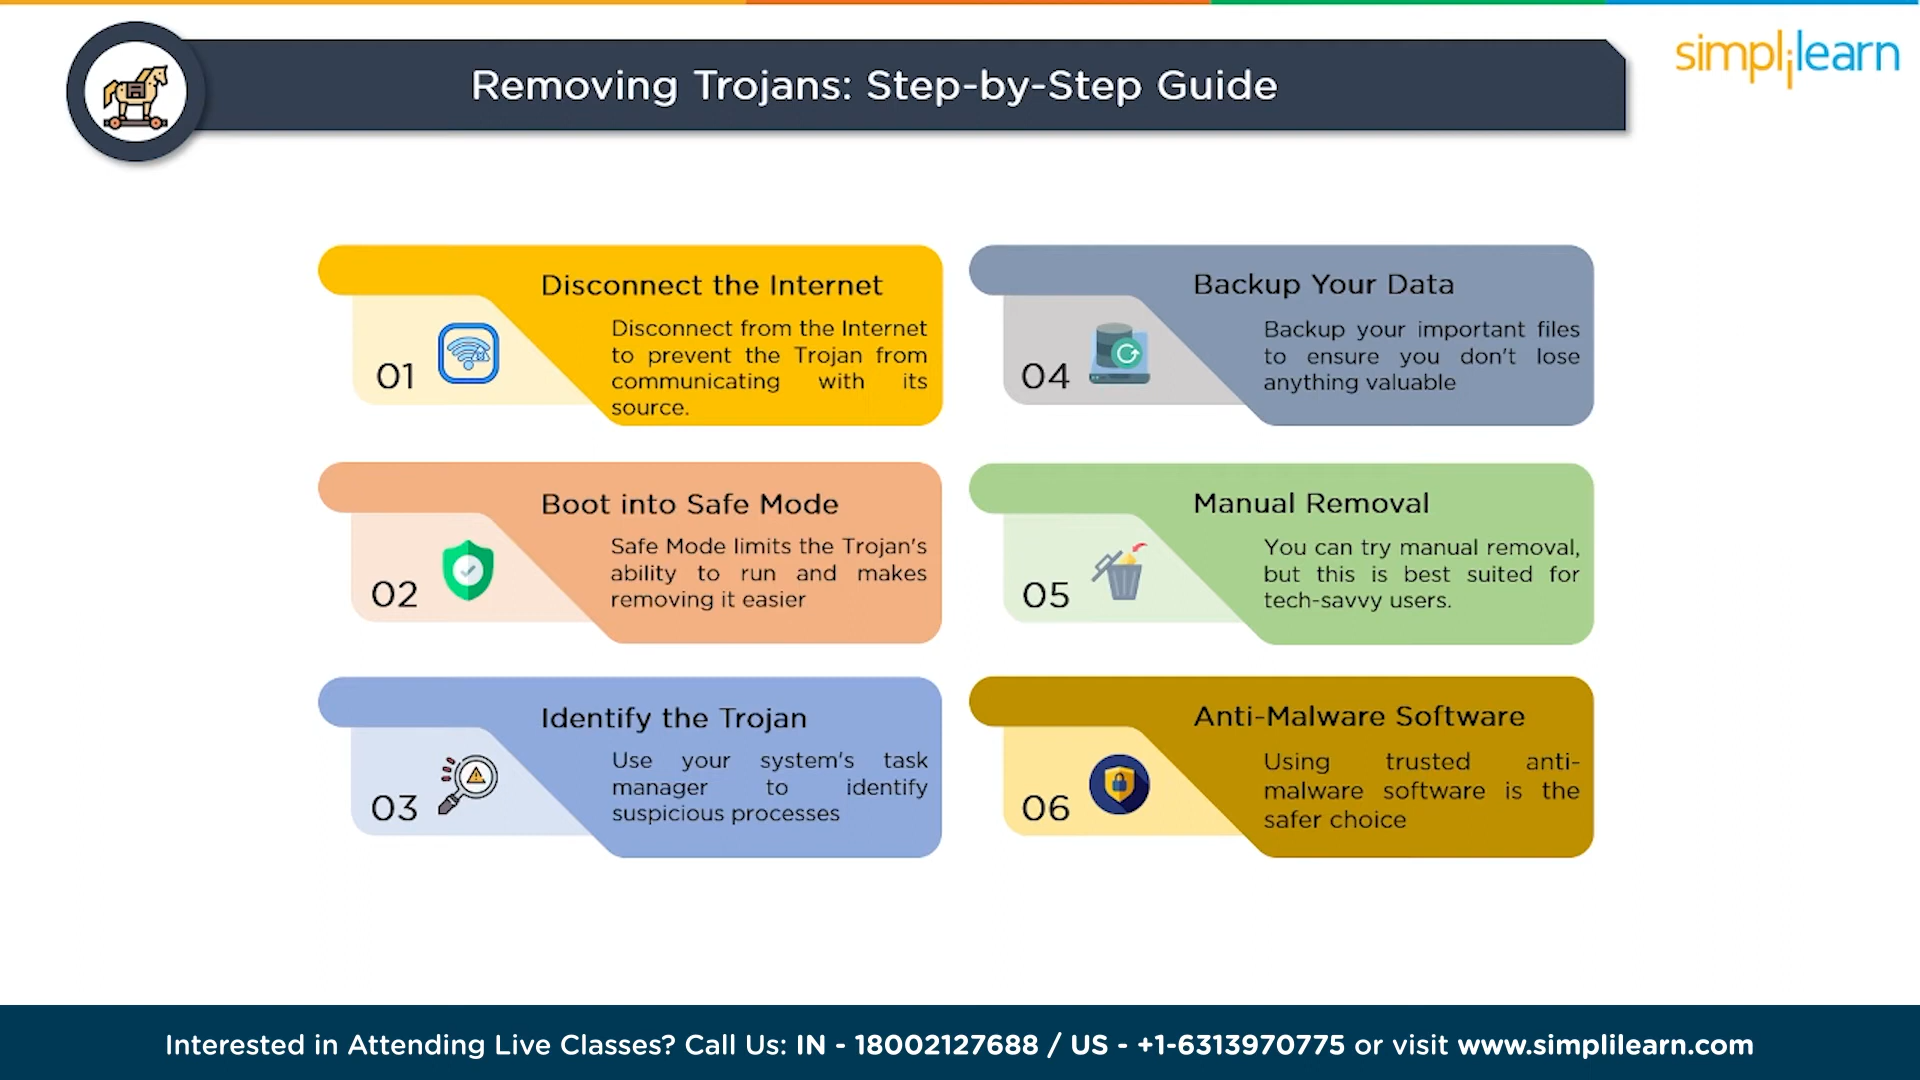 Removing Trojans: Step-by-Step Guide
simplilearn
01
Disconnect the Internet
Disconnect from the Internet
to prevent the Trojan from
communicating with its
source.
02
Boot into Safe Mode
Safe Mode limits the Trojan's
ability to run and makes
removing it easier
03
Identify the Trojan
Use your system's task
manager to identify
suspicious processes
04
Backup Your Data
Backup your important files
to ensure you don't lose
anything valuable
05
Manual Removal
You can try manual removal,
but this is best suited for
tech-savvy users.
06
Anti-Malware Software
Using trusted anti-
malware software is the
safer choice
Interested in Attending Live Classes? Call Us: IN - 18002127688 / US - +1-6313970775 or visit www.simplilearn.com